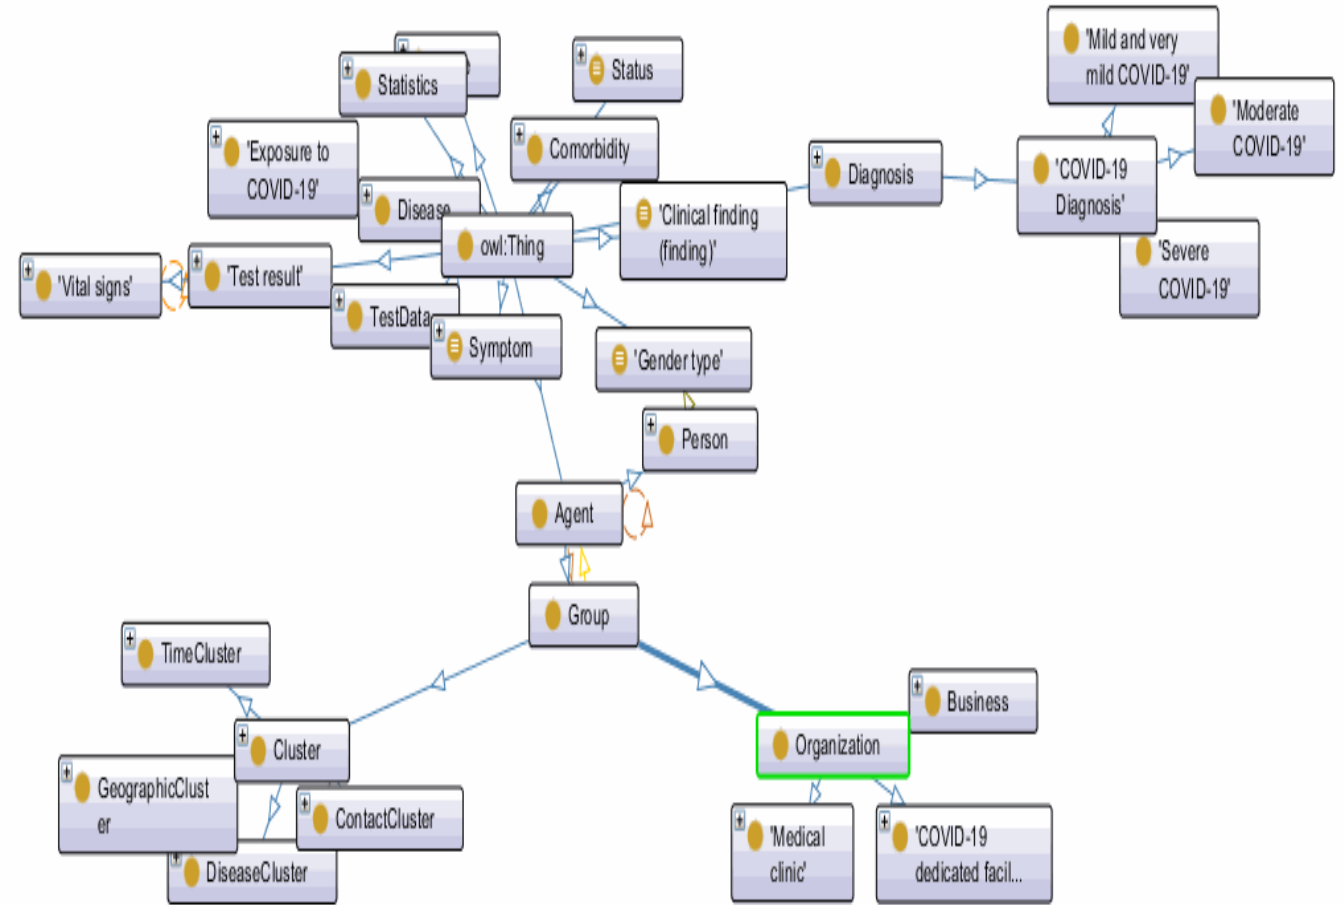 'Mild and very
mild COVID-19'
Statistics
e
Status
'Moderate
COVID-19'
'Exposure to
COVID-19'
Comorbidity
Diagnosis
'COVID-19
Diagnosis'
Disease
'Clinical finding
(finding)'
owl:Thing
'Severe
COVID-19'
'Vital signs'
'Test result'
TestData
Symptom
'Gender type'
Person
Agent
Group
TimeCluster
Business
Cluster
Organization
GeographicClust
er
ContactCluster
'Medical
clinic'
'COVID-19
dedicated facil...
DiseaseCluster